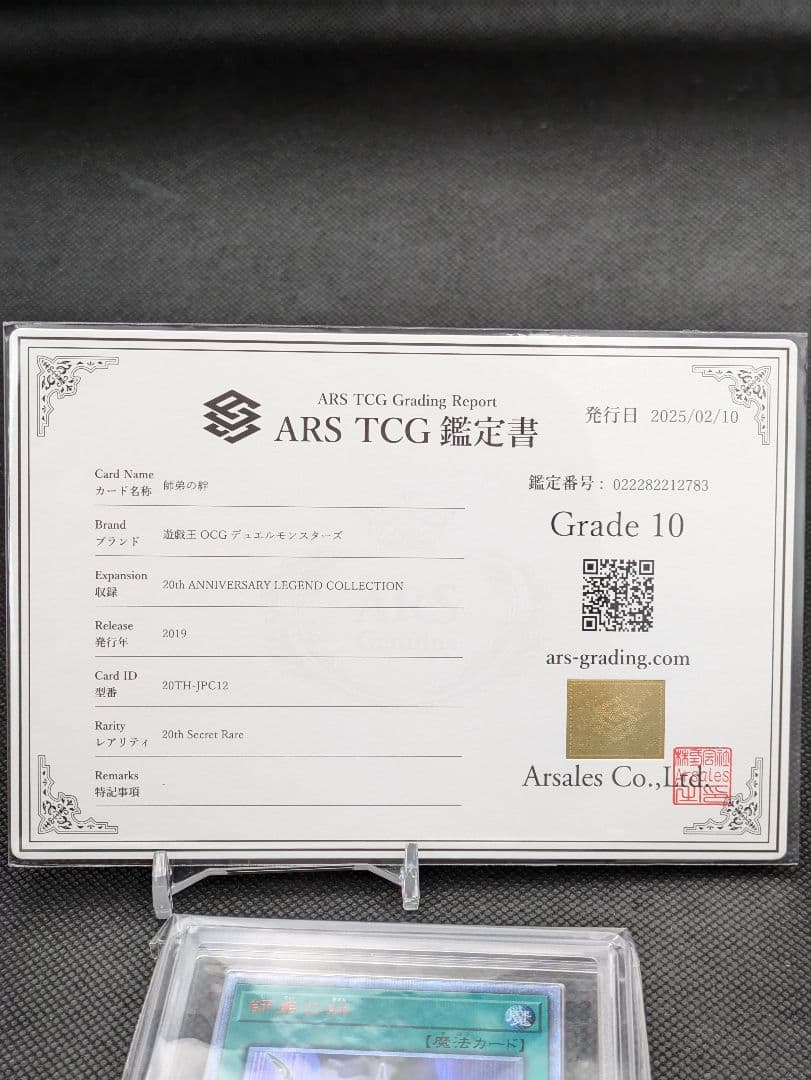 ARS TCG Grading Report
ARS TCG 鑑定書
発行日 2025/02/10
Card Name
カード名称 師弟の絆
Brand
ブランド 遊戯王 OCG デュエルモンスターズ
Expansion
収録 20th ANNIVERSARY LEGEND COLLECTION
Release
発行年 2019
Card ID
型番 20TH-JPC12
Rarity
レアリティ 20th Secret Rare
Remarks
特記事項 -
鑑定番号： 022282212783
Grade 10
ars-grading.com
Arsales Co.,Ltd.
師弟の絆
魔
【魔法カード】